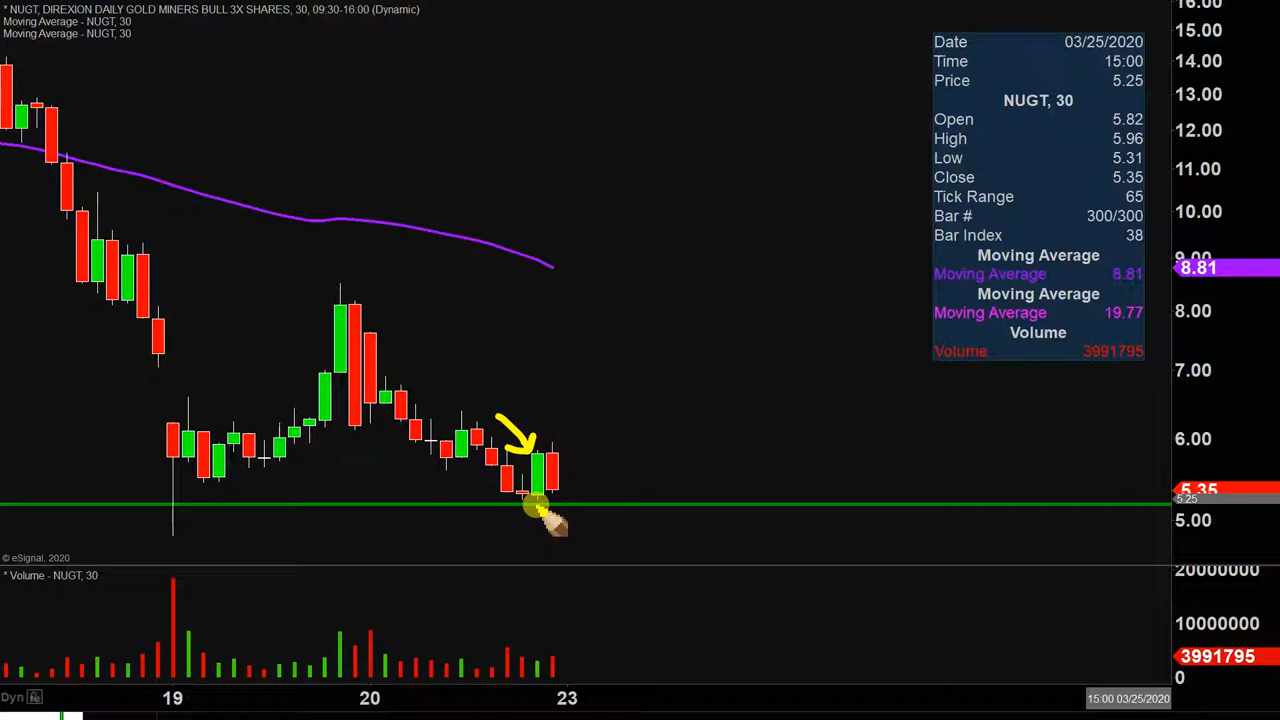 * NUGT, DIREXION DAILY GOLD MINERS BULL 3X SHARES, 30, 09:30-16:00 (Dynamic)
Moving Average - NUGT, 30
Moving Average - NUGT, 30
Date 03/25/2020
Time 15:00
Price 5.25
NUGT, 30
Open 5.82
High 5.96
Low 5.31
Close 5.35
Tick Range 65
Bar # 300/300
Bar Index 38
Moving Average
Moving Average 8.81
Moving Average
Moving Average 19.77
Volume
Volume 3991795
16.00
15.00
14.00
13.00
12.00
11.00
10.00
9.00
8.81
8.00
7.00
6.00
5.35
5.25
5.00
© eSignal, 2020
* Volume - NUGT, 30
20000000
10000000
3991795
0
Dyn
19 20 23
15:00 03/25/2020